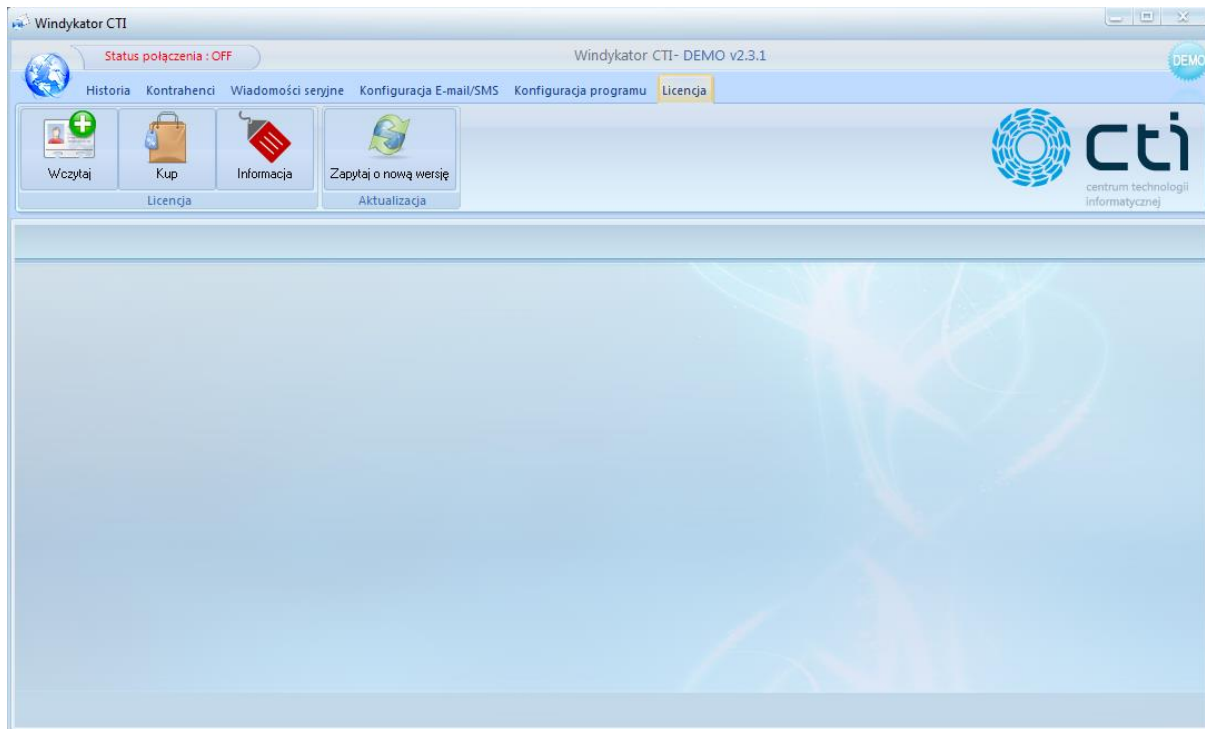 Windykator CTI
Status połączenia : OFF
Windykator CTI- DEMO v2.3.1
DEMO
Historia Kontrahenci Wiadomości seryjne Konfiguracja E-mail/SMS Konfiguracja programu Licencja
Wczytaj Kup Informacja Zapytaj o nową wersję
Licencja Aktualizacja
cti
centrum technologii
informatycznej